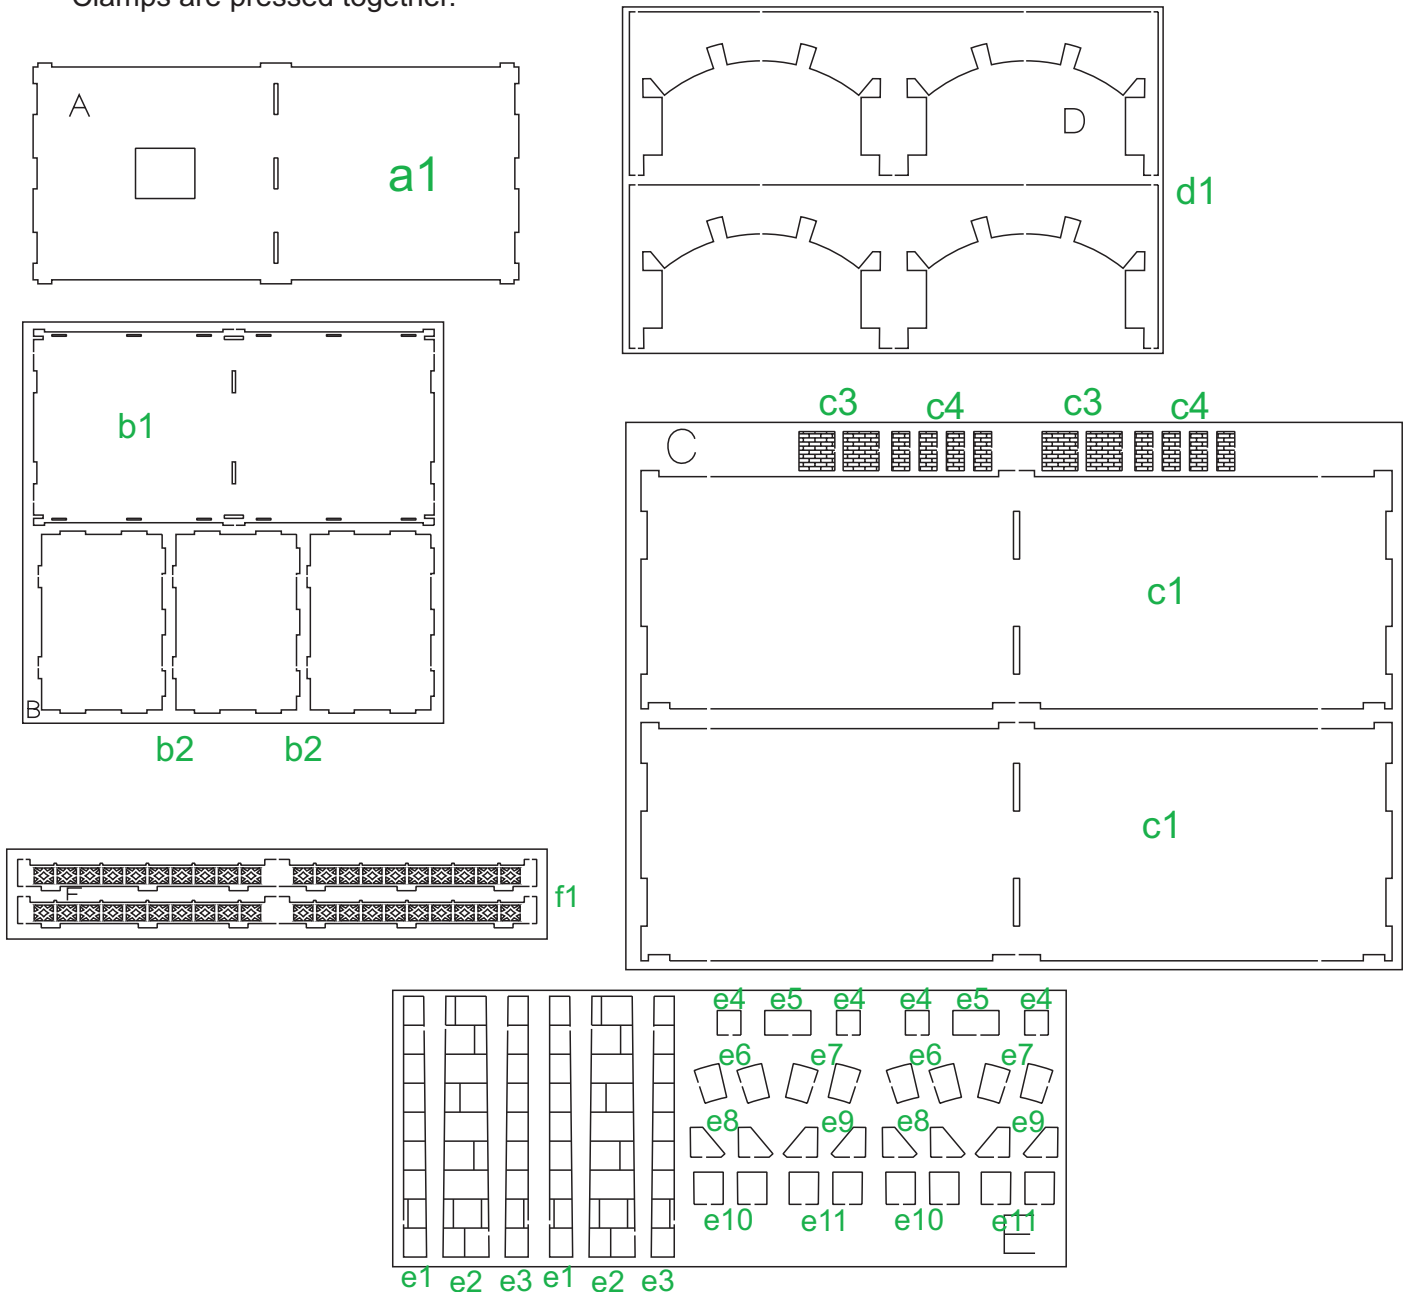 Clamps are pressed together.
A
a1
D
d1
b1
B
b2 b2
c3 c4 c3 c4
C
c1
c1
F
f1
e4 e5 e4 e4 e5 e4
e6 e7 e6 e7
e8 e9 e8 e9
e10 e11 e10 e11
E
e1 e2 e3 e1 e2 e3